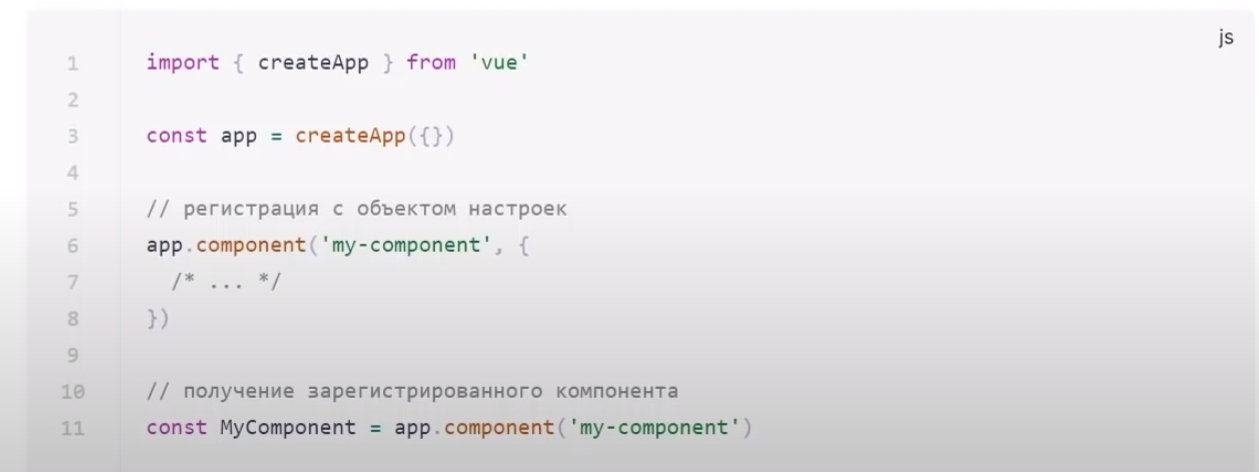 js
1 import { createApp } from 'vue'
2
3 const app = createApp({})
4
5 // регистрация с объектом настроек
6 app.component('my-component', {
7   /* ... */
8 })
9
10 // получение зарегистрированного компонента
11 const MyComponent = app.component('my-component')